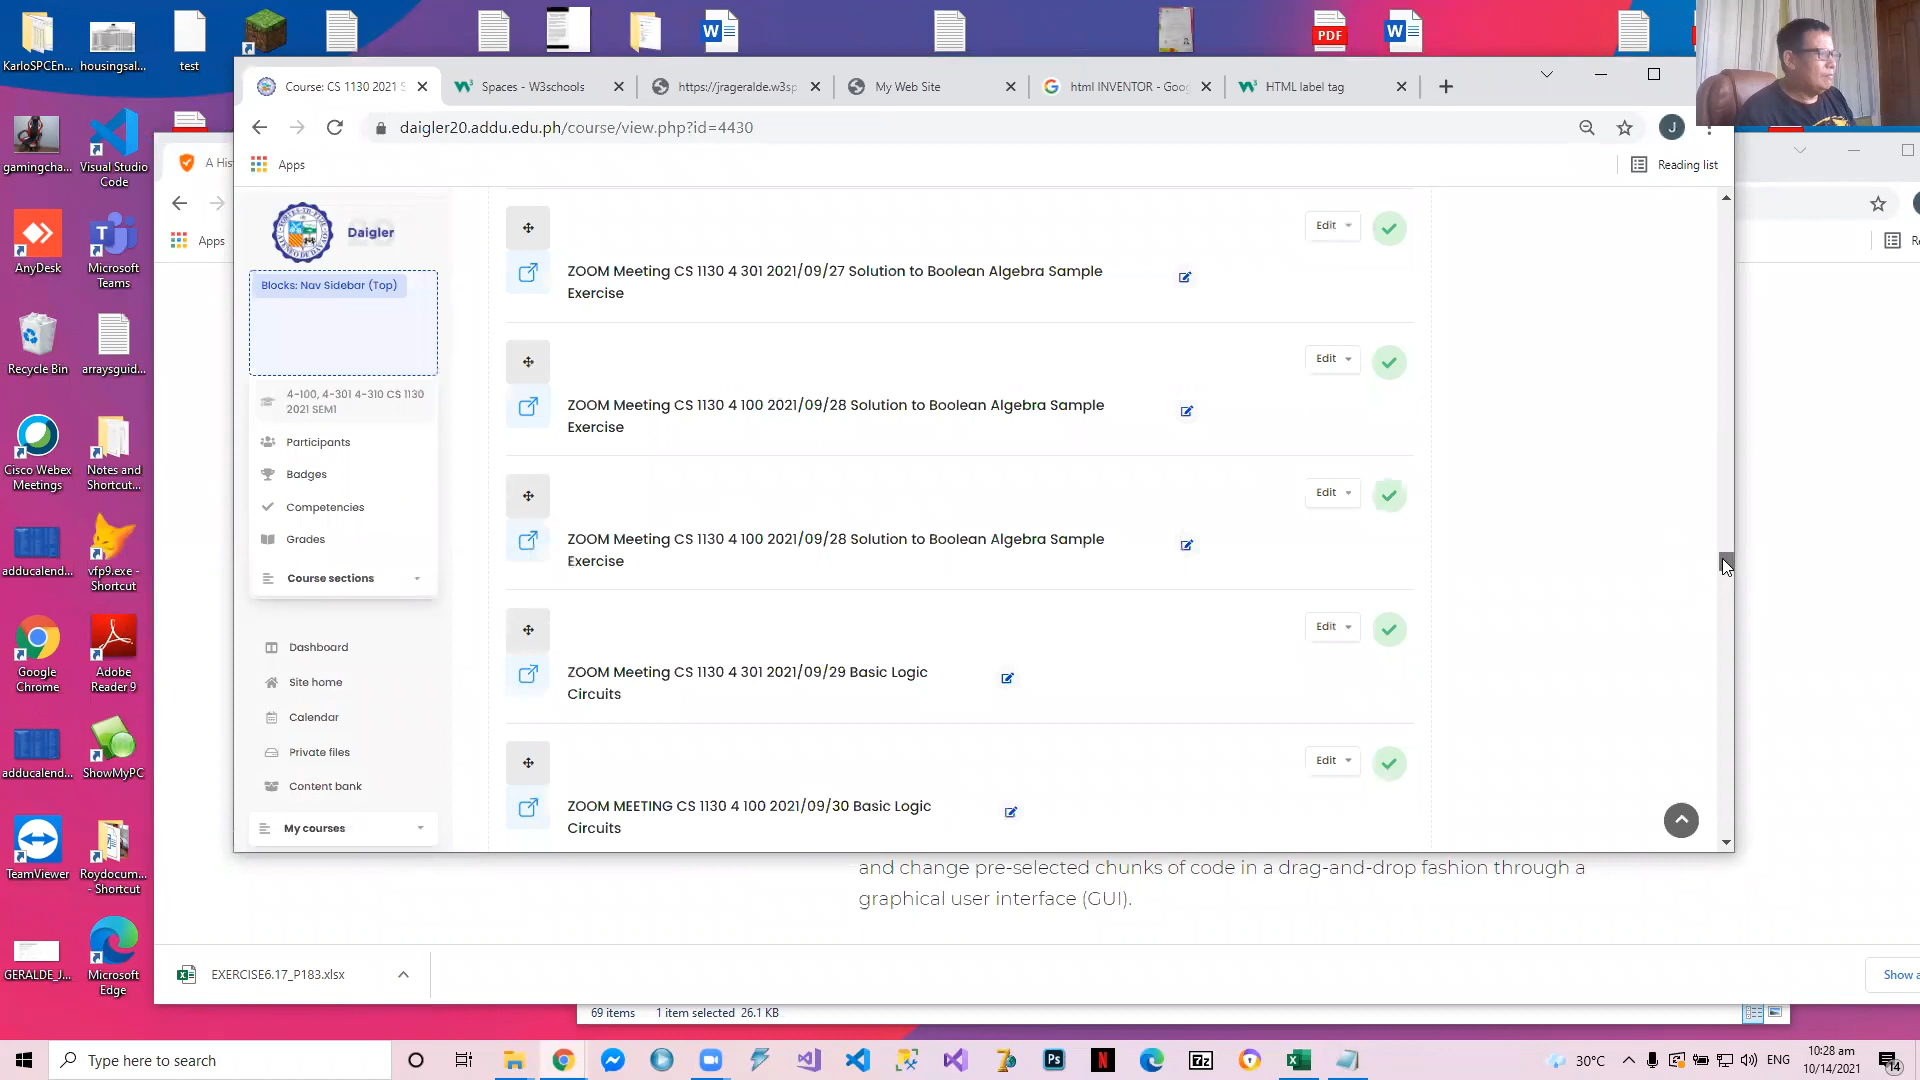 KarloSPCEn...
housingsal...
test
Course: CS 1130 2021 S
Spaces - W3schools
https://jrageralde.w3sp
My Web Site
html INVENTOR - Goog
HTML label tag
daigler20.addu.edu.ph/course/view.php?id=4430
J
Apps
Reading list
A His
Apps
gamingcha...
Visual Studio
Code
AnyDesk
Microsoft
Teams
Recycle Bin
arraysguid...
Cisco Webex
Meetings
Notes and
Shortcut...
adducalend...
vfp9.exe -
Shortcut
Google
Chrome
Adobe
Reader 9
adducalend...
ShowMyPC
TeamViewer
Roydocum...
- Shortcut
GERALDE_J...
Microsoft
Edge
PDF
Daigler
Blocks: Nav Sidebar (Top)
4-100, 4-301 4-310 CS 1130
2021 SEM1
Participants
Badges
Competencies
Grades
Course sections
Dashboard
Site home
Calendar
Private files
Content bank
My courses
Edit
ZOOM Meeting CS 1130 4 301 2021/09/27 Solution to Boolean Algebra Sample
Exercise
Edit
ZOOM Meeting CS 1130 4 100 2021/09/28 Solution to Boolean Algebra Sample
Exercise
Edit
ZOOM Meeting CS 1130 4 100 2021/09/28 Solution to Boolean Algebra Sample
Exercise
Edit
ZOOM Meeting CS 1130 4 301 2021/09/29 Basic Logic
Circuits
Edit
ZOOM MEETING CS 1130 4 100 2021/09/30 Basic Logic
Circuits
and change pre-selected chunks of code in a drag-and-drop fashion through a
graphical user interface (GUI).
EXERCISE6.17_P183.xlsx
Show a
69 items 1 item selected 26.1 KB
Type here to search
30°C
ENG
10:28 am
10/14/2021
14